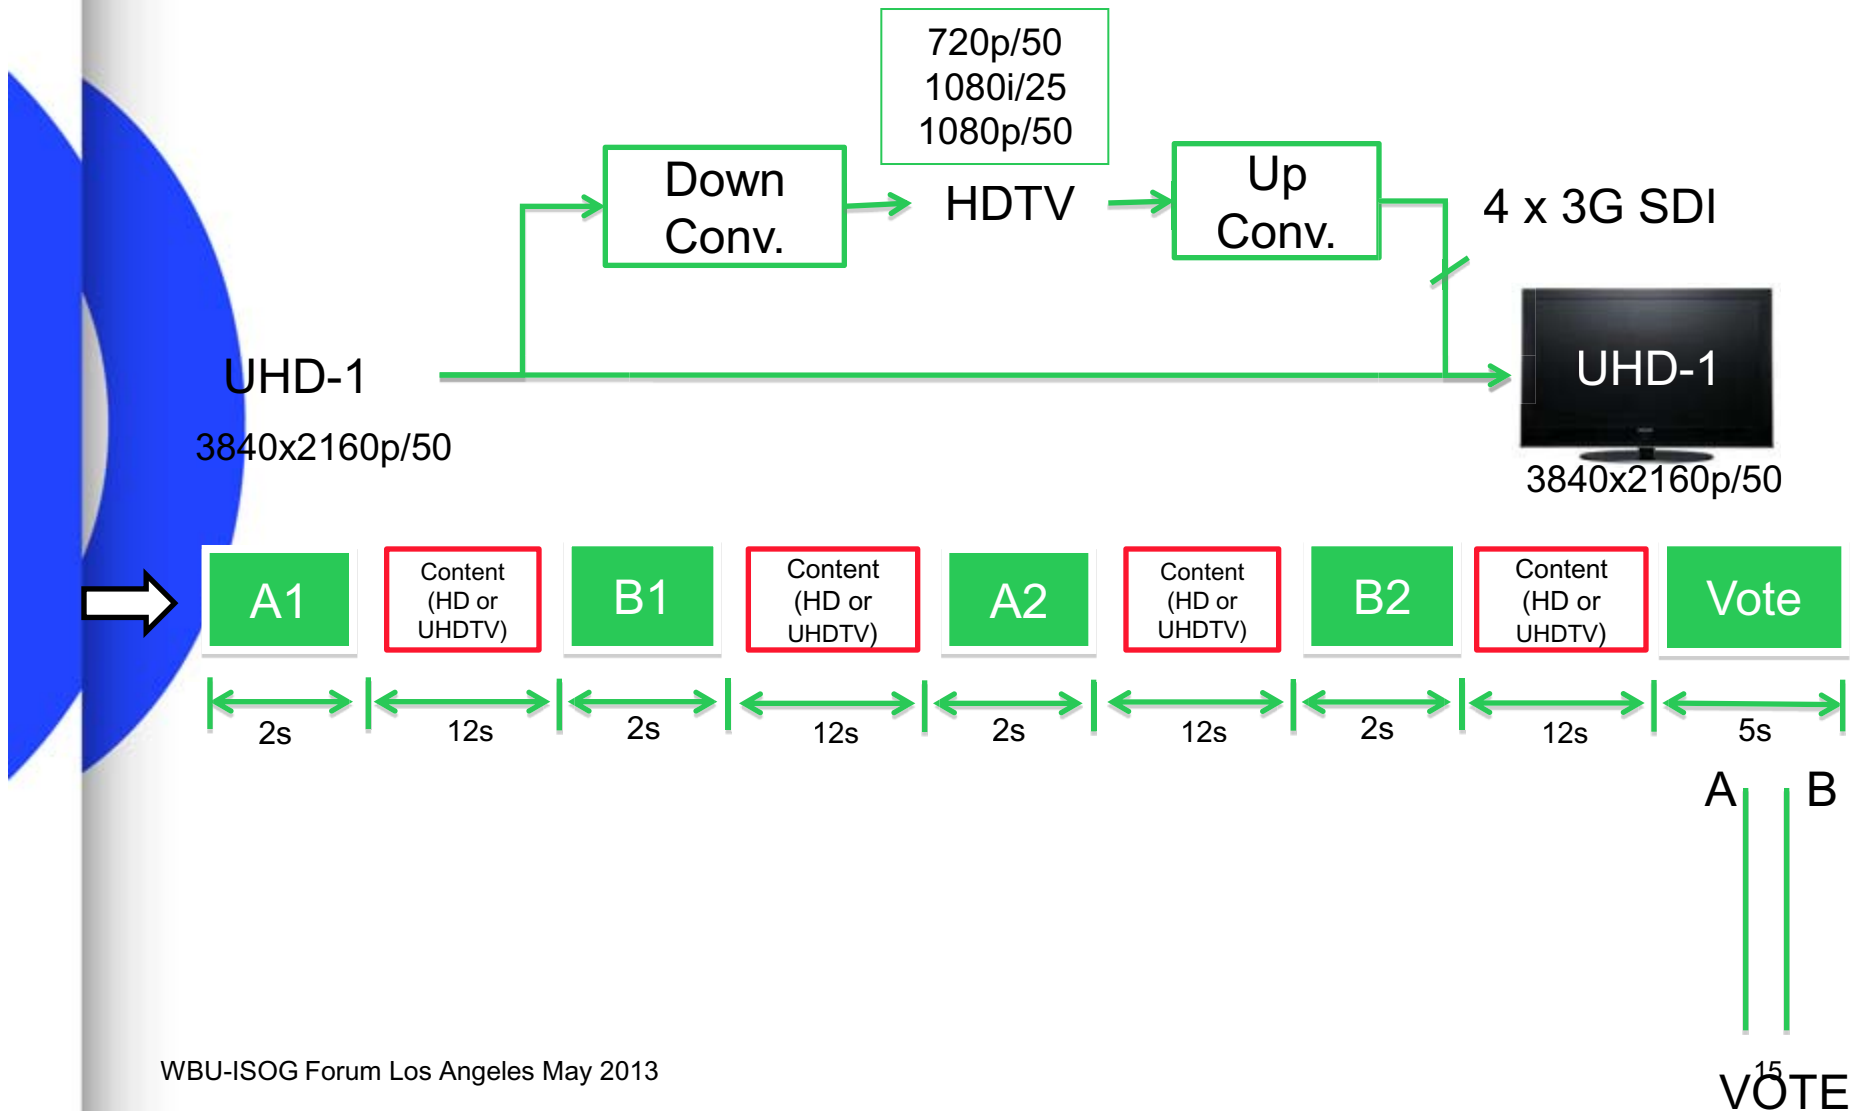 720p/50
1080i/25
1080p/50
Down
Conv.
HDTV
Up
Conv.
4 x 3G SDI
UHD-1
3840x2160p/50
UHD-1
3840x2160p/50
A1
Content
(HD or
UHDTV)
B1
Content
(HD or
UHDTV)
A2
Content
(HD or
UHDTV)
B2
Content
(HD or
UHDTV)
Vote
2s
12s
2s
12s
2s
12s
2s
12s
5s
A
B
WBU-ISOG Forum Los Angeles May 2013
15
VOTE